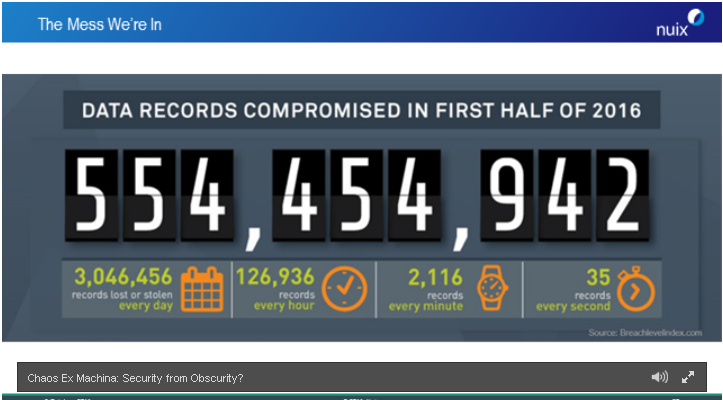 The Mess We're In
nuix
DATA RECORDS COMPROMISED IN FIRST HALF OF 2016
554,454,942
3,046,456
records lost or stolen
every day
126,936
records
every hour
2,116
records
every minute
35
records
every second
Source: Breachlevelindex.com
Chaos Ex Machina: Security from Obscurity?